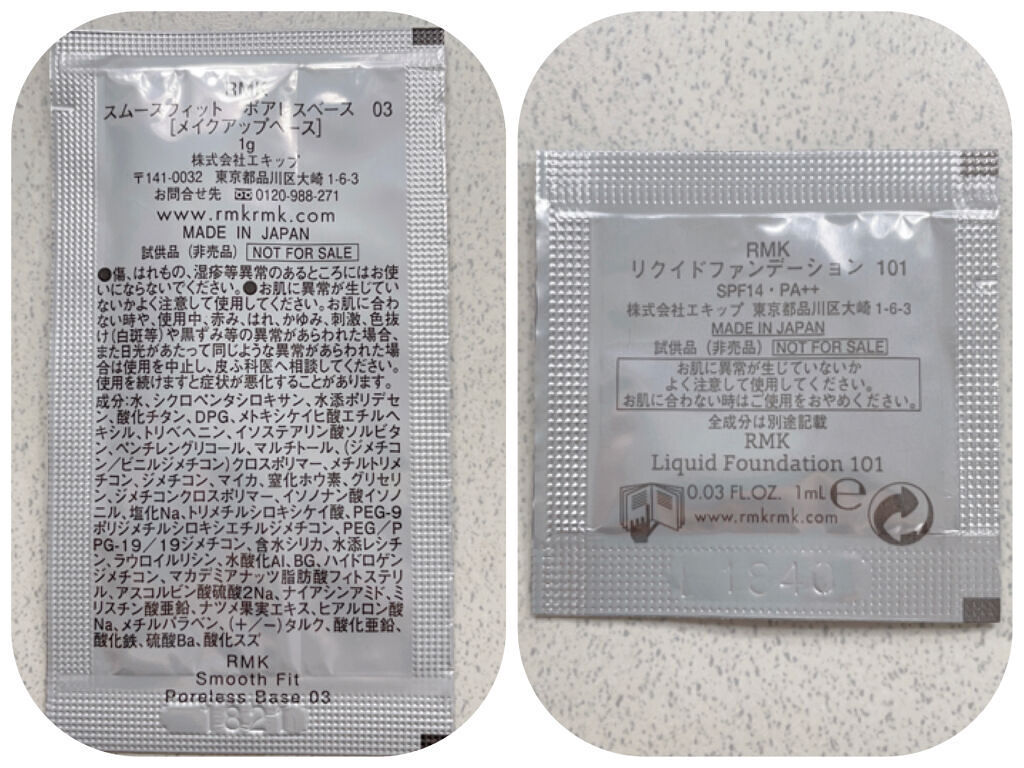 RMK
スムースフィット ポアレスベース 03
[メイクアップベース]
1g
株式会社エキップ
〒141-0032 東京都品川区大崎1-6-3
お問合せ先 0120-988-271
www.rmkrmk.com
MADE IN JAPAN
試供品(非売品) NOT FOR SALE
●傷、はれもの、湿疹等異常のあるところにはお使
いにならないでください。●お肌に異常が生じてい
ないかよく注意して使用してください。お肌に合わ
ない時や、使用中、赤み、はれ、かゆみ、刺激、色抜
け(白斑等)や黒ずみ等の異常があらわれた場合、
また日光があたって同じような異常があらわれた場
合は使用を中止し、皮ふ科医へ相談してください。
使用を続けますと症状が悪化することがあります。
成分:水、シクロペンタシロキサン、水添ポリデセ
ン、酸化チタン、DPG、メトキシケイヒ酸エチルヘ
キシル、トリベヘニン、イソステアリン酸ソルビタ
ン、ペンチレングリコール、マルチトール、(ジメチコ
ン/ビニルジメチコン)クロスポリマー、メチルトリメ
チコン、ジメチコン、マイカ、窒化ホウ素、グリセリ
ン、ジメチコンクロスポリマー、イソノナン酸イソノ
ニル、塩化Na、トリメチルシロキシケイ酸、PEG-9
ポリジメチルシロキシエチルジメチコン、PEG/P
PG-19/19ジメチコン、含水シリカ、水添レシチ
ン、ラウロイルリシン、水酸化Al、BG、ハイドロゲン
ジメチコン、マカデミアナッツ脂肪酸フィトステリ
ル、アスコルビン酸硫酸2Na、ナイアシンアミド、ミ
リスチン酸亜鉛、ナツメ果実エキス、ヒアルロン酸
Na、メチルパラベン、(+/−)タルク、酸化亜鉛、
酸化鉄、硫酸Ba、酸化スズ
RMK
Smooth Fit
Poreless Base 03
1821
RMK
リクイドファンデーション 101
SPF14・PA++
株式会社エキップ 東京都品川区大崎1-6-3
MADE IN JAPAN
試供品(非売品) NOT FOR SALE
お肌に異常が生じていないか
よく注意して使用してください。
お肌に合わない時はご使用をおやめください。
全成分は別途記載
RMK
Liquid Foundation 101
0.03 FL.OZ. 1mL ℮
www.rmkrmk.com
1340